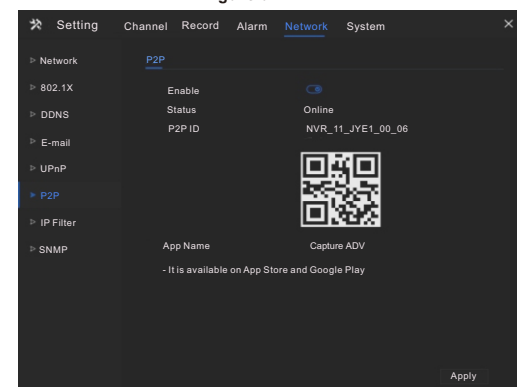 Setting Channel Record Alarm Network System
Network
802.1X
DDNS
E-mail
UPnP
P2P
IP Filter
SNMP
P2P
Enable
Status Online
P2P ID NVR_11_JYE1_00_06
App Name Capture ADV
- It is available on App Store and Google Play
Apply